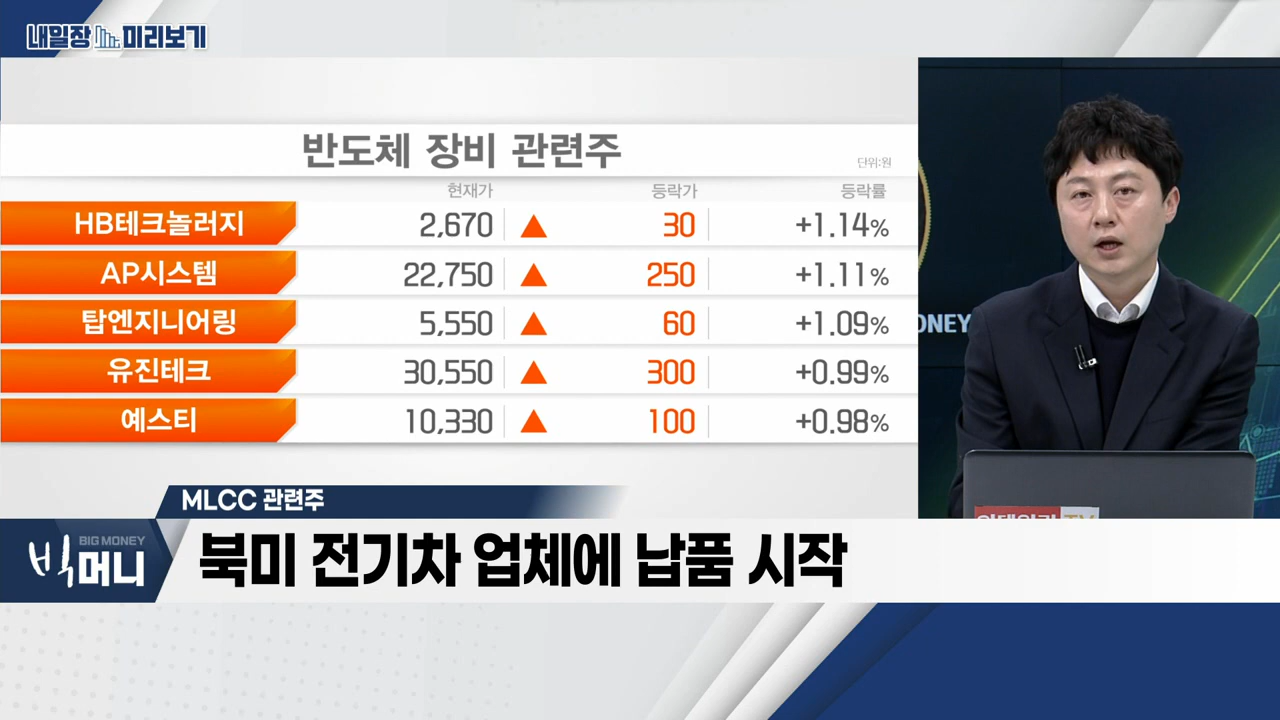 내일장 미리보기
반도체 장비 관련주
단위:원
현재가 등락가 등락률
HB테크놀러지 2,670 ▲ 30 +1.14%
AP시스템 22,750 ▲ 250 +1.11%
탑엔지니어링 5,550 ▲ 60 +1.09%
유진테크 30,550 ▲ 300 +0.99%
예스티 10,330 ▲ 100 +0.98%
ONEY
MLCC 관련주
BIG MONEY
빅머니
북미 전기차 업체에 납품 시작